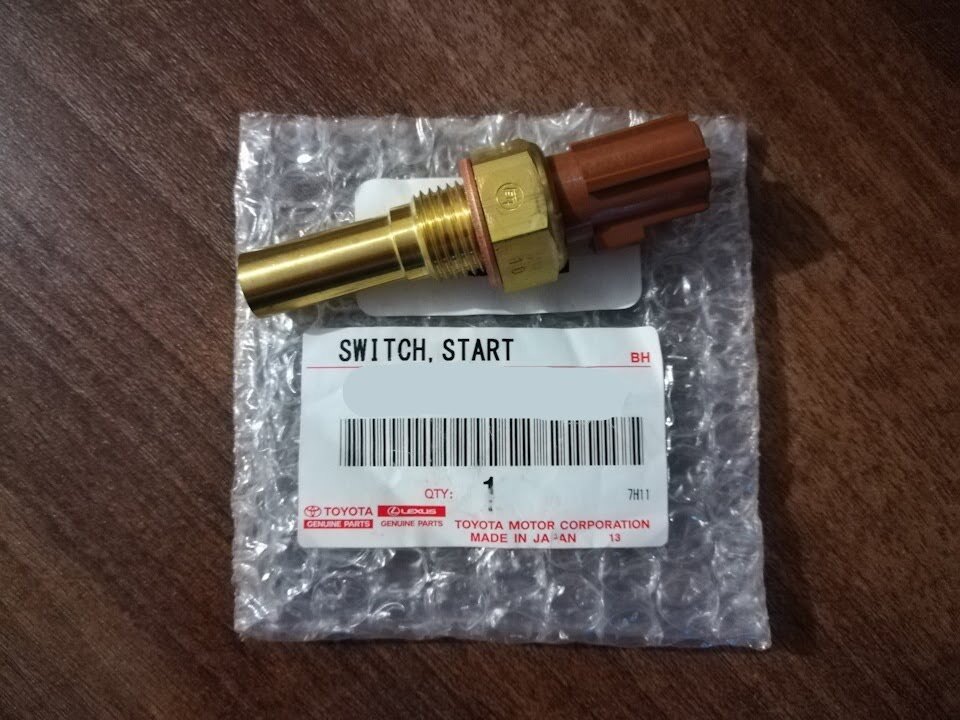 10
SWITCH, START
BH
QTY: 1
7H11
TOYOTA
GENUINE PARTS
LEXUS
GENUINE PARTS
TOYOTA MOTOR CORPORATION
MADE IN JAPAN 13